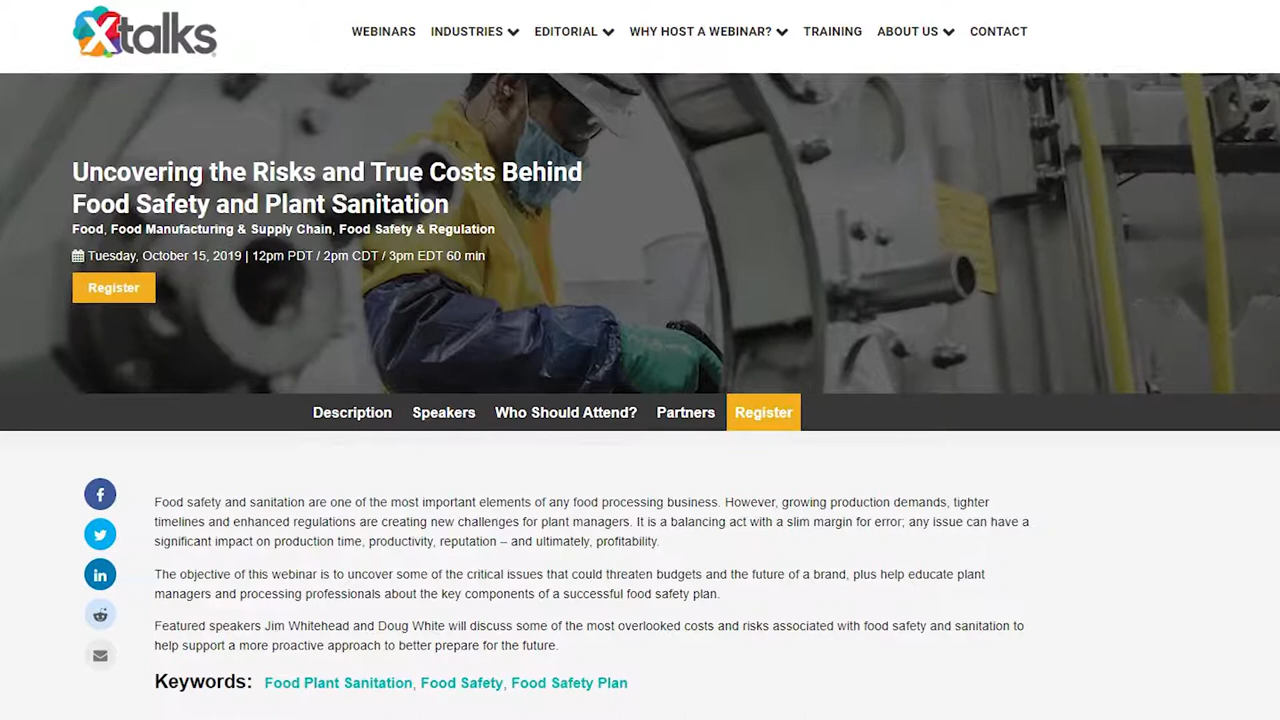 Xtalks
WEBINARS INDUSTRIES EDITORIAL WHY HOST A WEBINAR? TRAINING ABOUT US CONTACT
Uncovering the Risks and True Costs Behind
Food Safety and Plant Sanitation
Food, Food Manufacturing & Supply Chain, Food Safety & Regulation
Tuesday, October 15, 2019 | 12pm PDT / 2pm CDT / 3pm EDT 60 min
Register
Description Speakers Who Should Attend? Partners Register
Food safety and sanitation are one of the most important elements of any food processing business. However, growing production demands, tighter
timelines and enhanced regulations are creating new challenges for plant managers. It is a balancing act with a slim margin for error; any issue can have a
significant impact on production time, productivity, reputation – and ultimately, profitability.
The objective of this webinar is to uncover some of the critical issues that could threaten budgets and the future of a brand, plus help educate plant
managers and processing professionals about the key components of a successful food safety plan.
Featured speakers Jim Whitehead and Doug White will discuss some of the most overlooked costs and risks associated with food safety and sanitation to
help support a more proactive approach to better prepare for the future.
Keywords: Food Plant Sanitation, Food Safety, Food Safety Plan